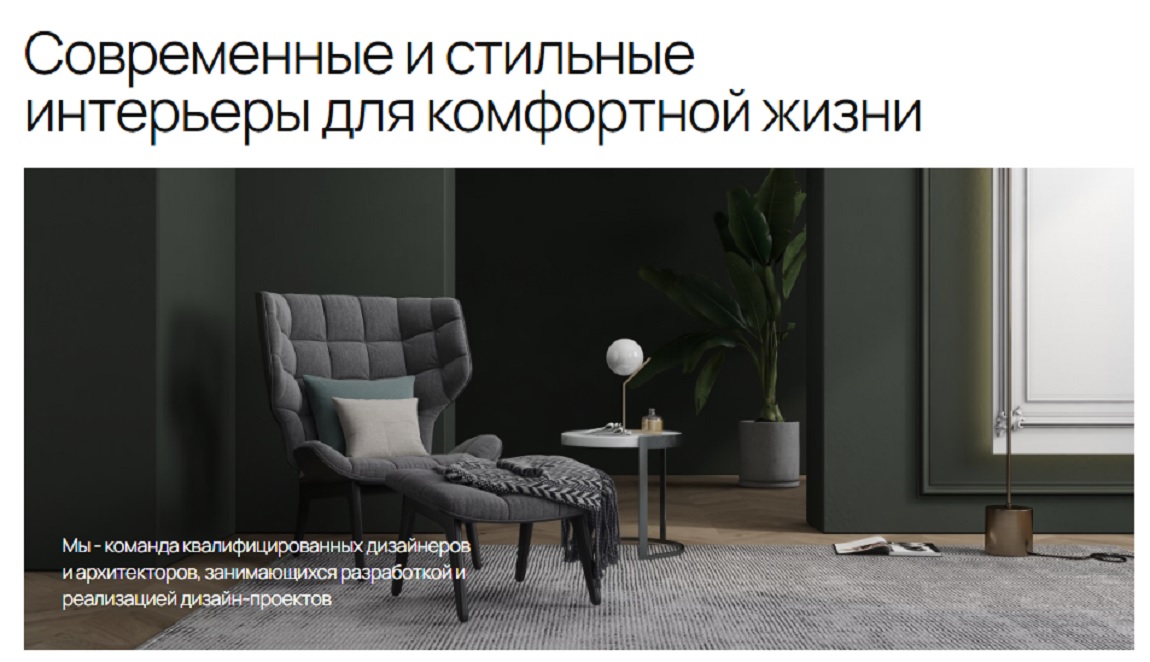 Современные и стильные
интерьеры для комфортной жизни
Мы - команда квалифицированных дизайнеров
и архитекторов, занимающихся разработкой и
реализацией дизайн-проектов